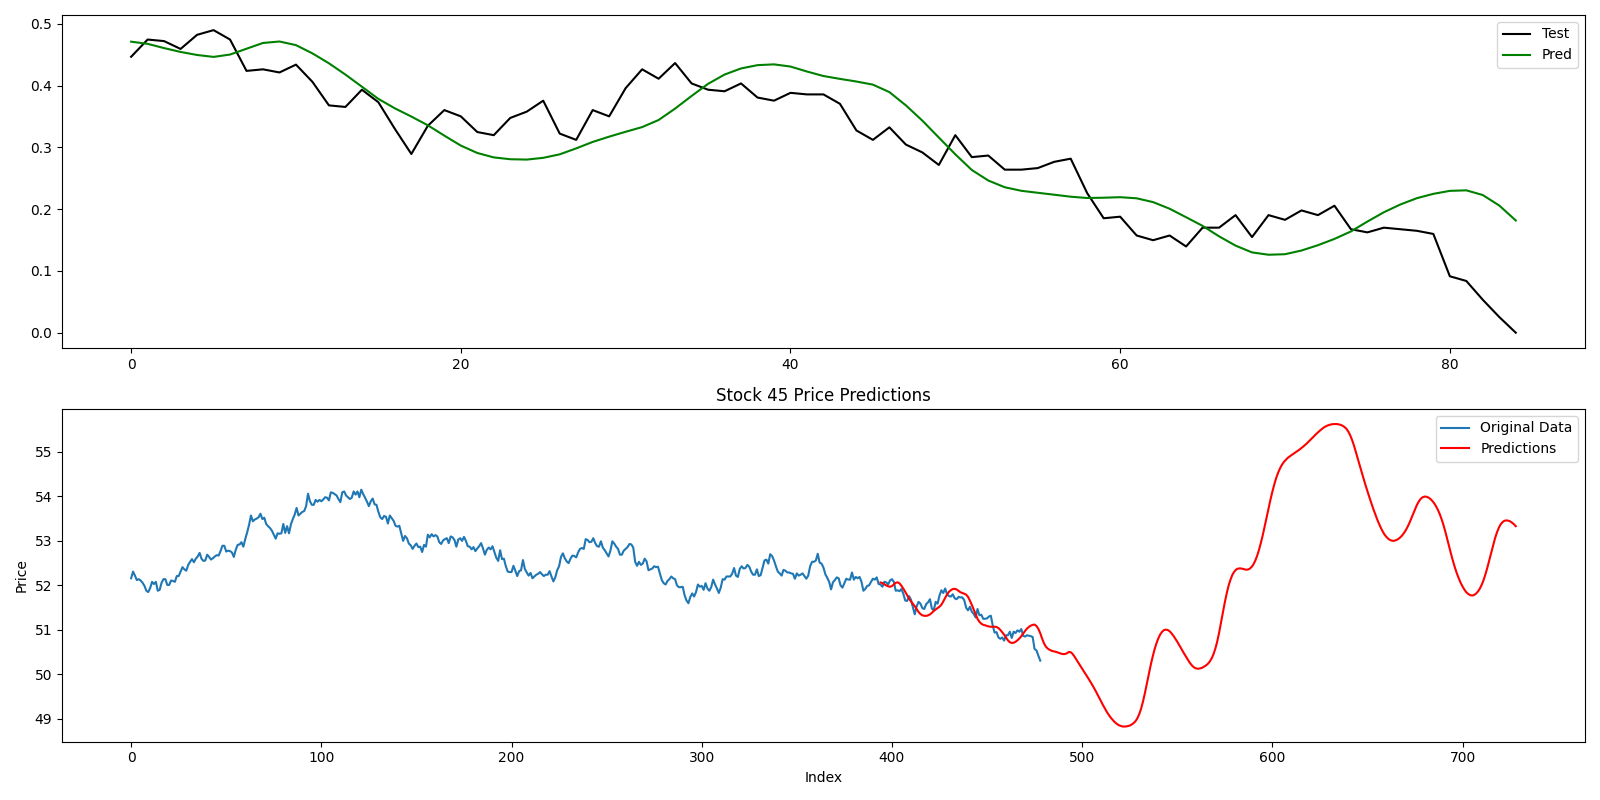 0.5
0.4
0.3
0.2
0.1
0.0
Test
Pred
0 20 40 60 80
Stock 45 Price Predictions
Price
55
54
53
52
51
50
49
Original Data
Predictions
0 100 200 300 400 500 600 700
Index